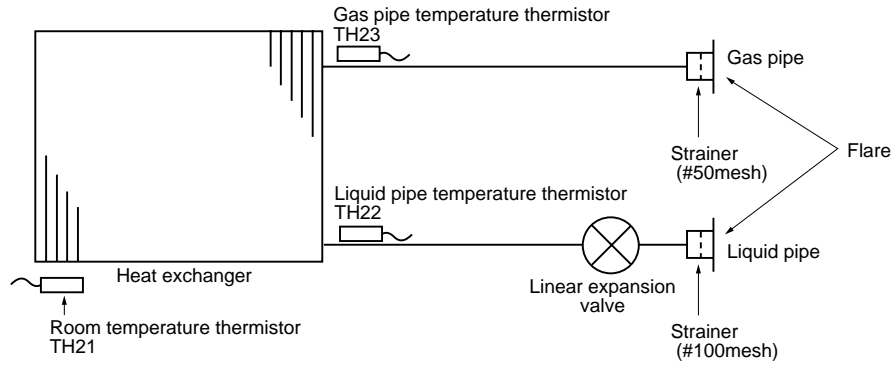 Gas pipe temperature thermistor
TH23
Gas pipe
Strainer
(#50mesh)
Flare
Liquid pipe temperature thermistor
TH22
Liquid pipe
Heat exchanger
Linear expansion
valve
Room temperature thermistor
TH21
Strainer
(#100mesh)